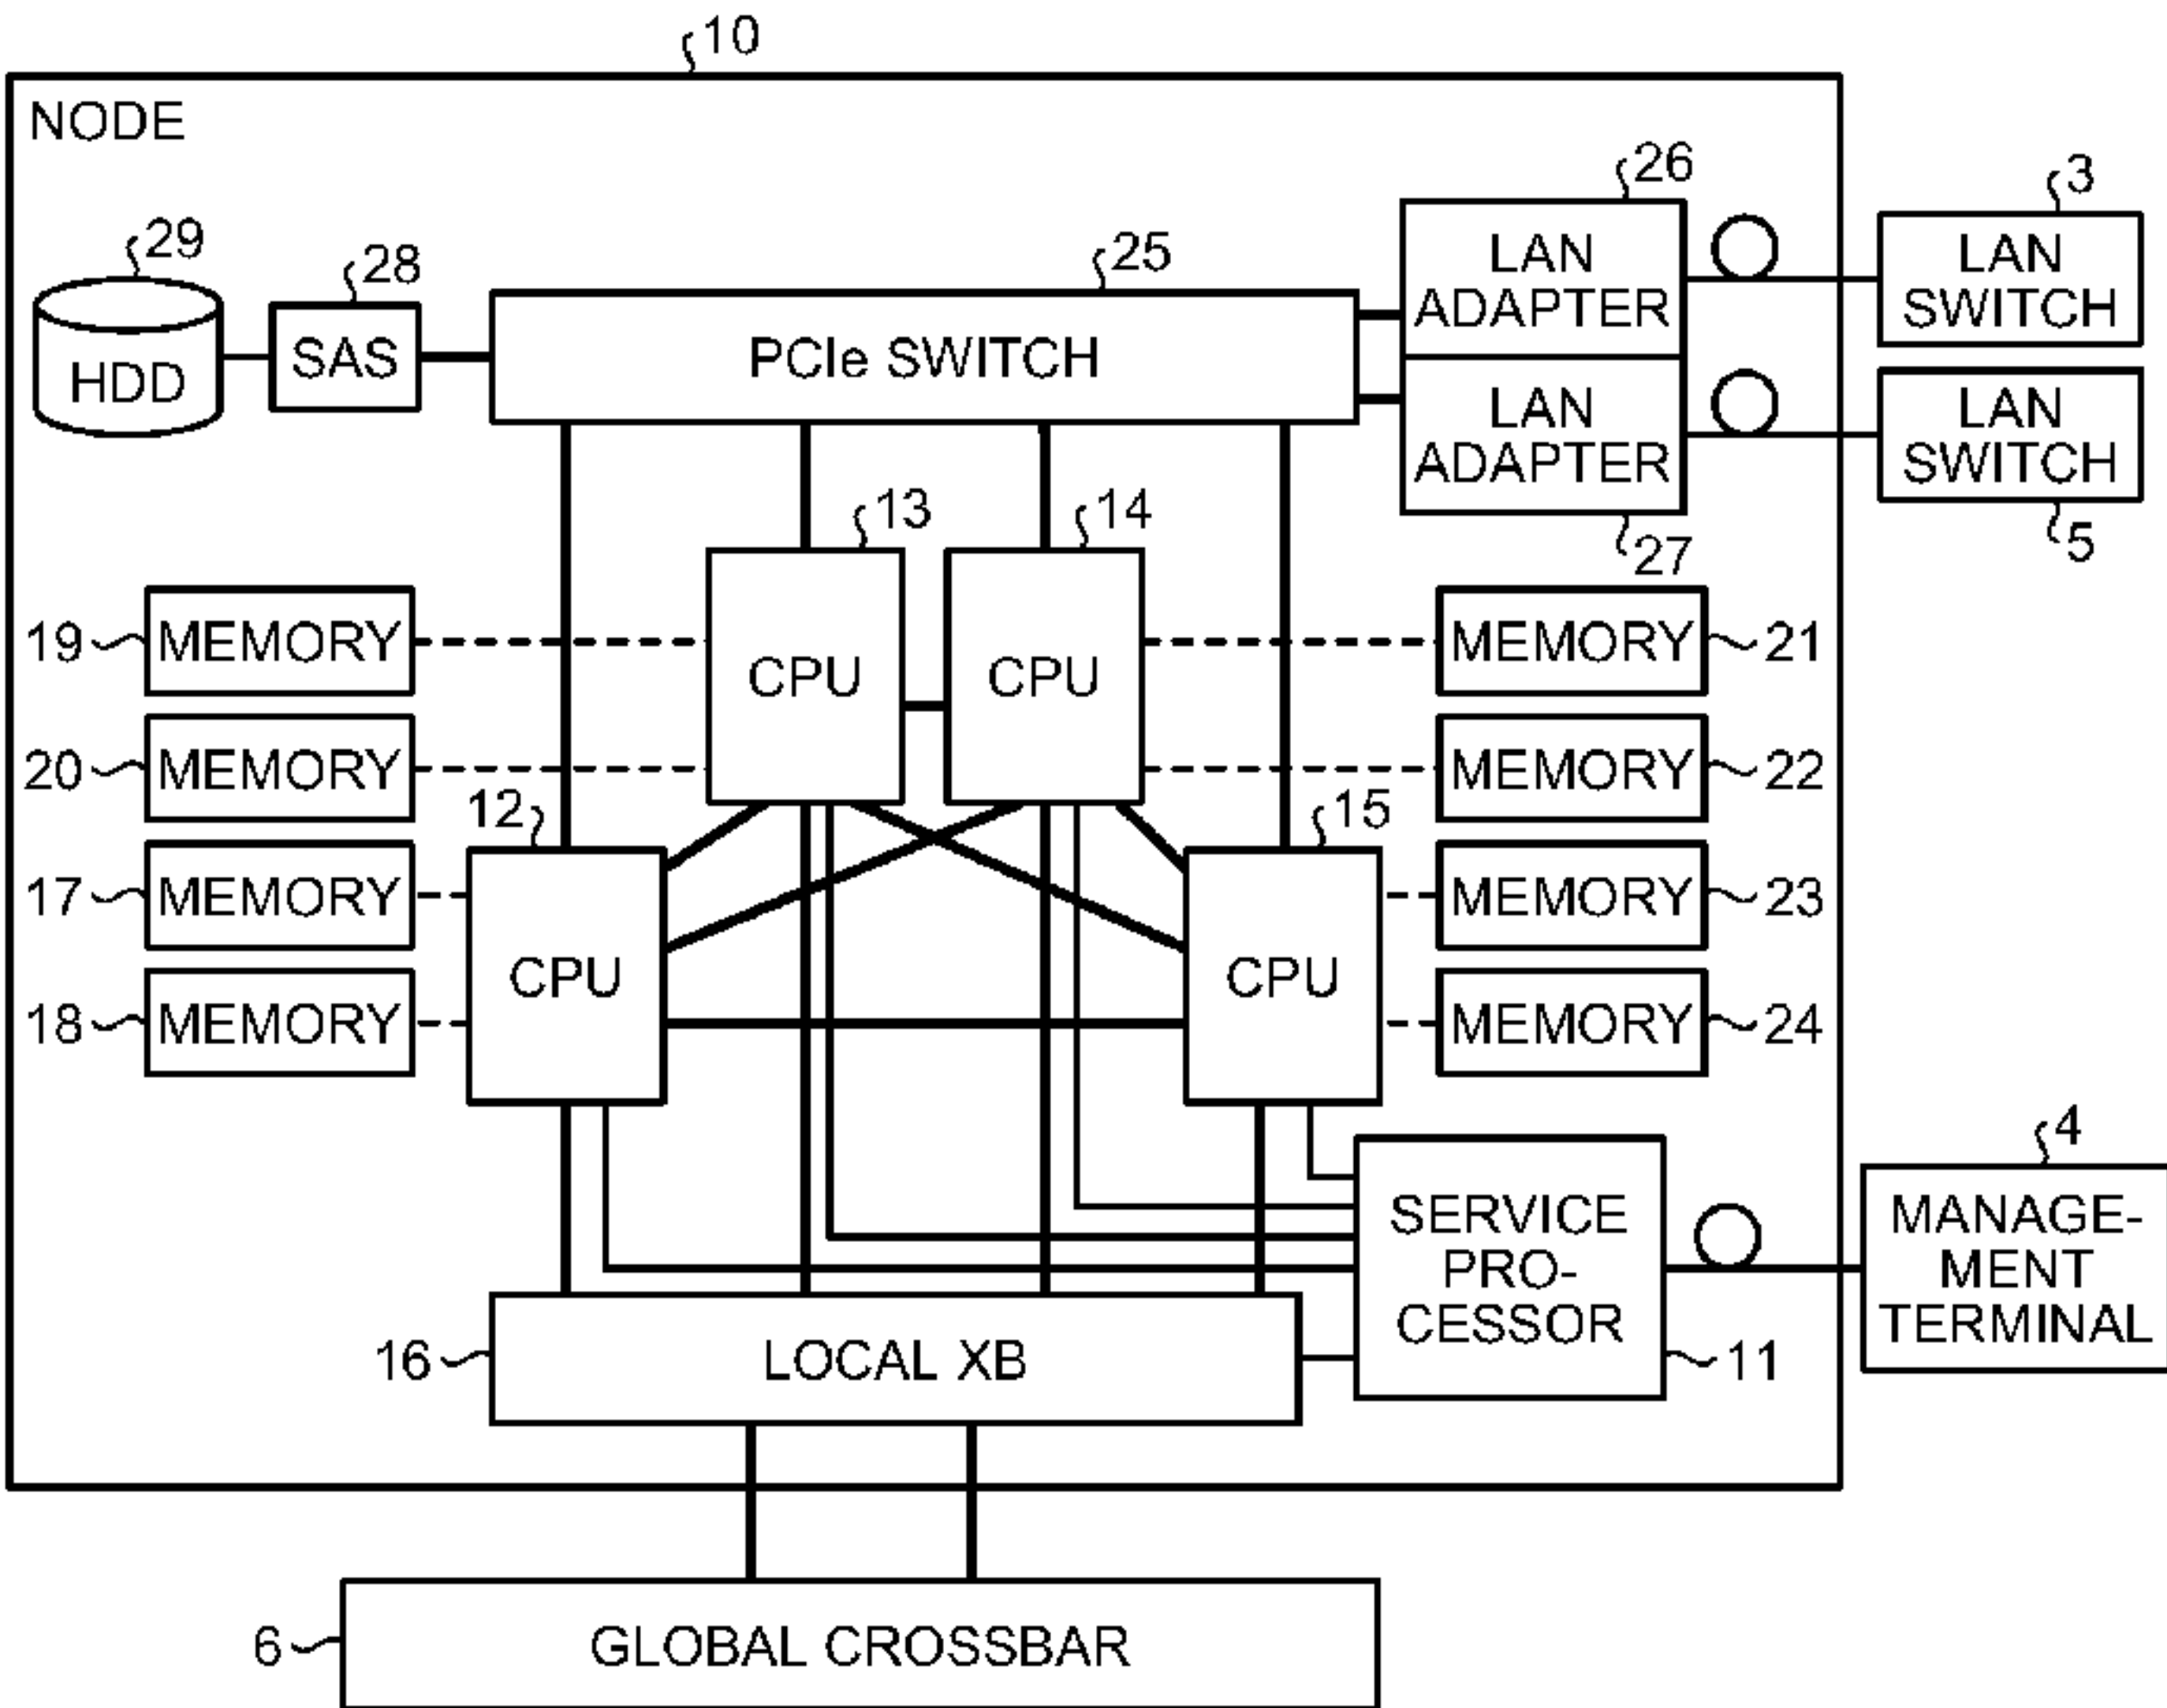 10
NODE
26
3
29
28
25
LAN
ADAPTER
LAN
SWITCH
HDD
SAS
PCIe SWITCH
LAN
ADAPTER
LAN
SWITCH
13
14
27
5
19
MEMORY
CPU
CPU
MEMORY
21
20
MEMORY
MEMORY
22
12
15
17
MEMORY
MEMORY
23
CPU
CPU
18
MEMORY
MEMORY
24
4
SERVICE
PRO-
CESSOR
MANAGE-
MENT
TERMINAL
16
LOCAL XB
11
6
GLOBAL CROSSBAR